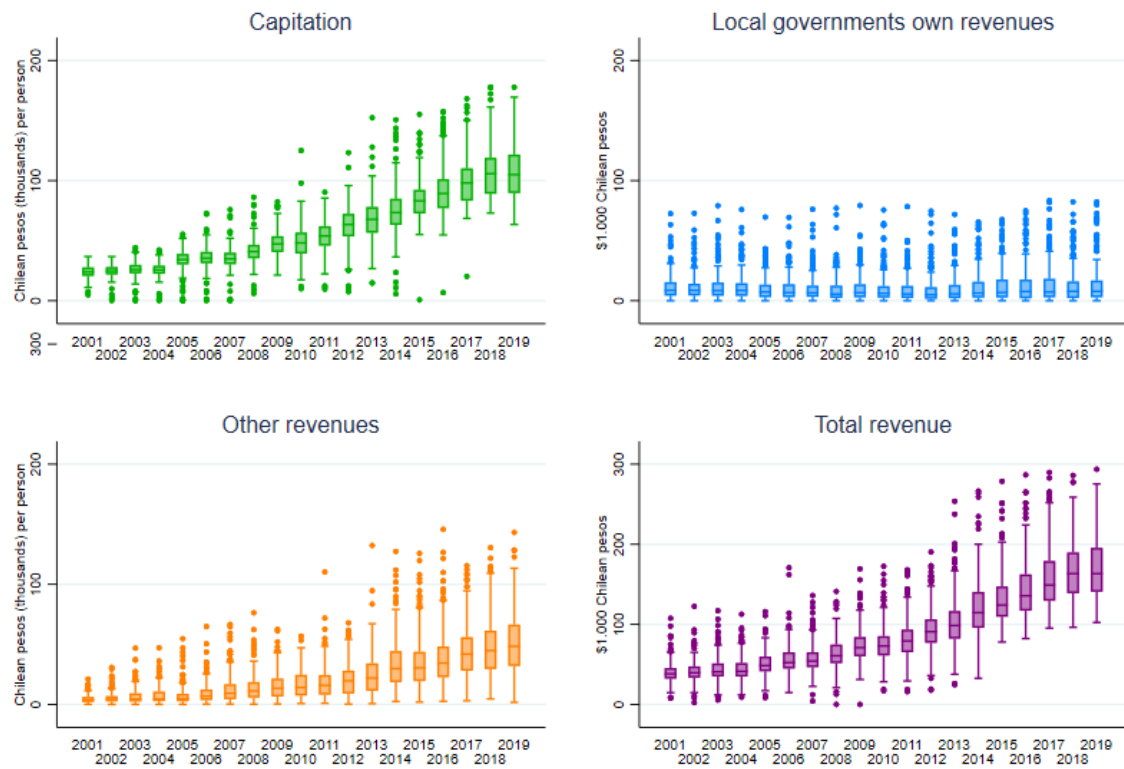 Capitation
Chilean pesos (thousands) per person
200
100
0
300
2001 2003 2005 2007 2009 2011 2013 2015 2017 2019
2002 2004 2006 2008 2010 2012 2014 2016 2018
Local governments own revenues
$1.000 Chilean pesos
200
100
0
2001 2003 2005 2007 2009 2011 2013 2015 2017 2019
2002 2004 2006 2008 2010 2012 2014 2016 2018
Other revenues
Chilean pesos (thousands) per person
200
100
0
2001 2003 2005 2007 2009 2011 2013 2015 2017 2019
2002 2004 2006 2008 2010 2012 2014 2016 2018
Total revenue
$1.000 Chilean pesos
300
200
100
0
2001 2003 2005 2007 2009 2011 2013 2015 2017 2019
2002 2004 2006 2008 2010 2012 2014 2016 2018